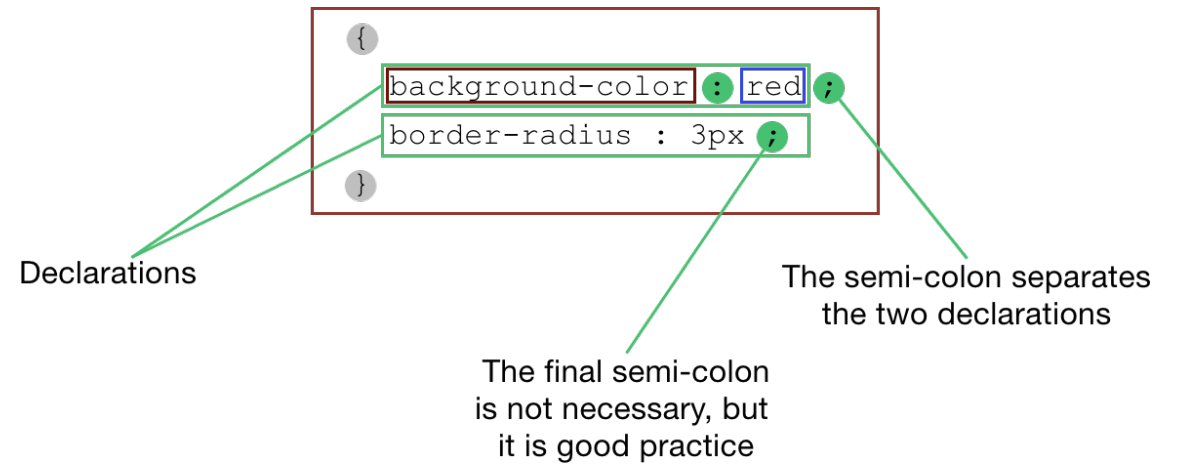 {
background-color : red ;
border-radius : 3px ;
}
Declarations
The semi-colon separates
the two declarations
The final semi-colon
is not necessary, but
it is good practice